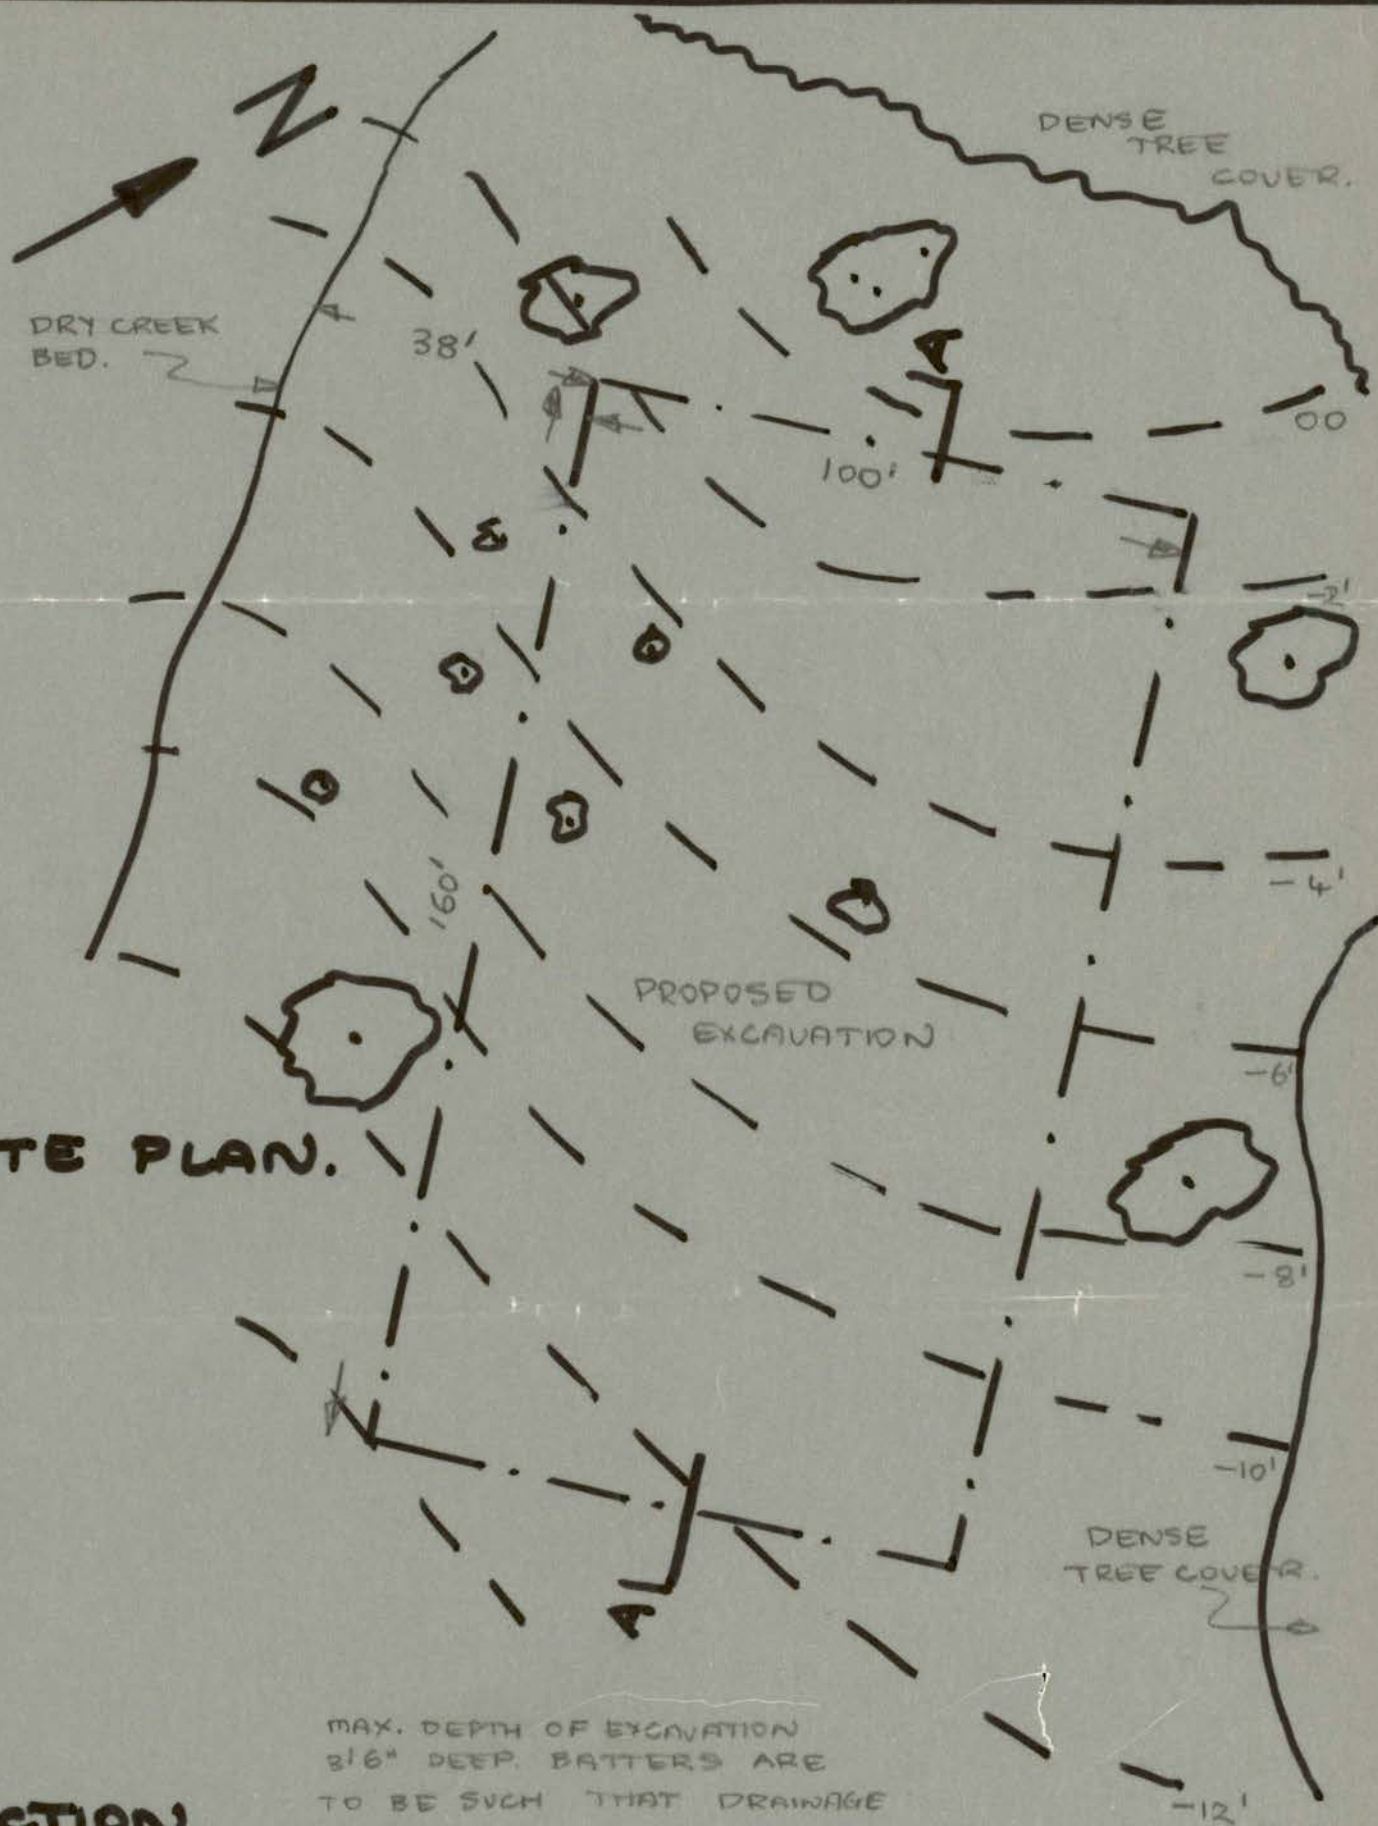 N
DENSE
TREE
COVER.
DRY CREEK
BED.
38'
A
00
100'
-2'
-4'
160'
PROPOSED
EXCAVATION
-6'
TE PLAN.
-8'
-10'
DENSE
TREE COVER.
A
MAX. DEPTH OF EXCAVATION
3'6" DEEP. BATTERS ARE
TO BE SUCH THAT DRAINAGE
-12'
CTION